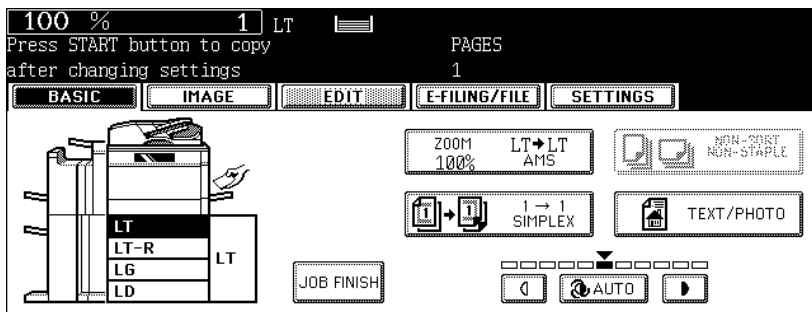 100 % 1 LT
Press START button to copy PAGES
after changing settings 1
BASIC IMAGE EDIT E-FILING/FILE SETTINGS
ZOOM LT→LT
100% AMS
NON-SORT
NON-STAPLE
1 1
1 → 1
SIMPLEX
TEXT/PHOTO
LT
LT-R
LG
LD
LT
JOB FINISH
AUTO